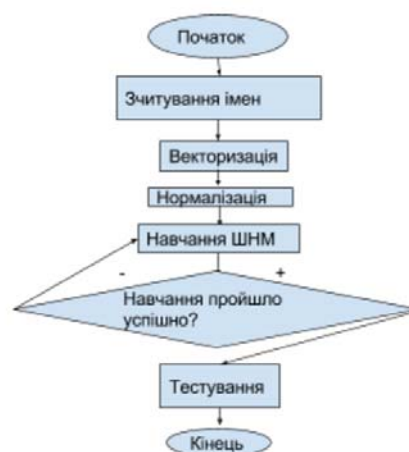 Початок
Зчитування імен
Векторизація
Нормалізація
Навчання ШНМ
- +
Навчання пройшло
успішно?
Тестування
Кінець